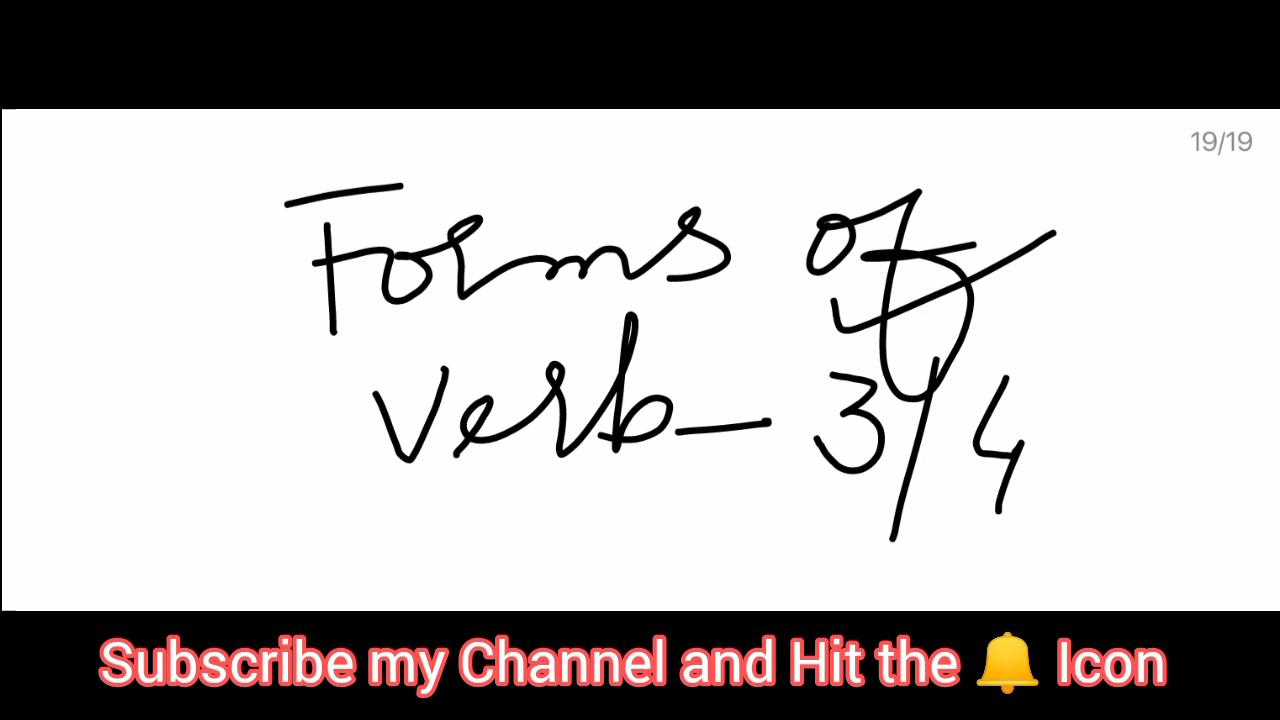 19/19
Forms of
Verb- 3/4
Subscribe my Channel and Hit the 🔔 Icon